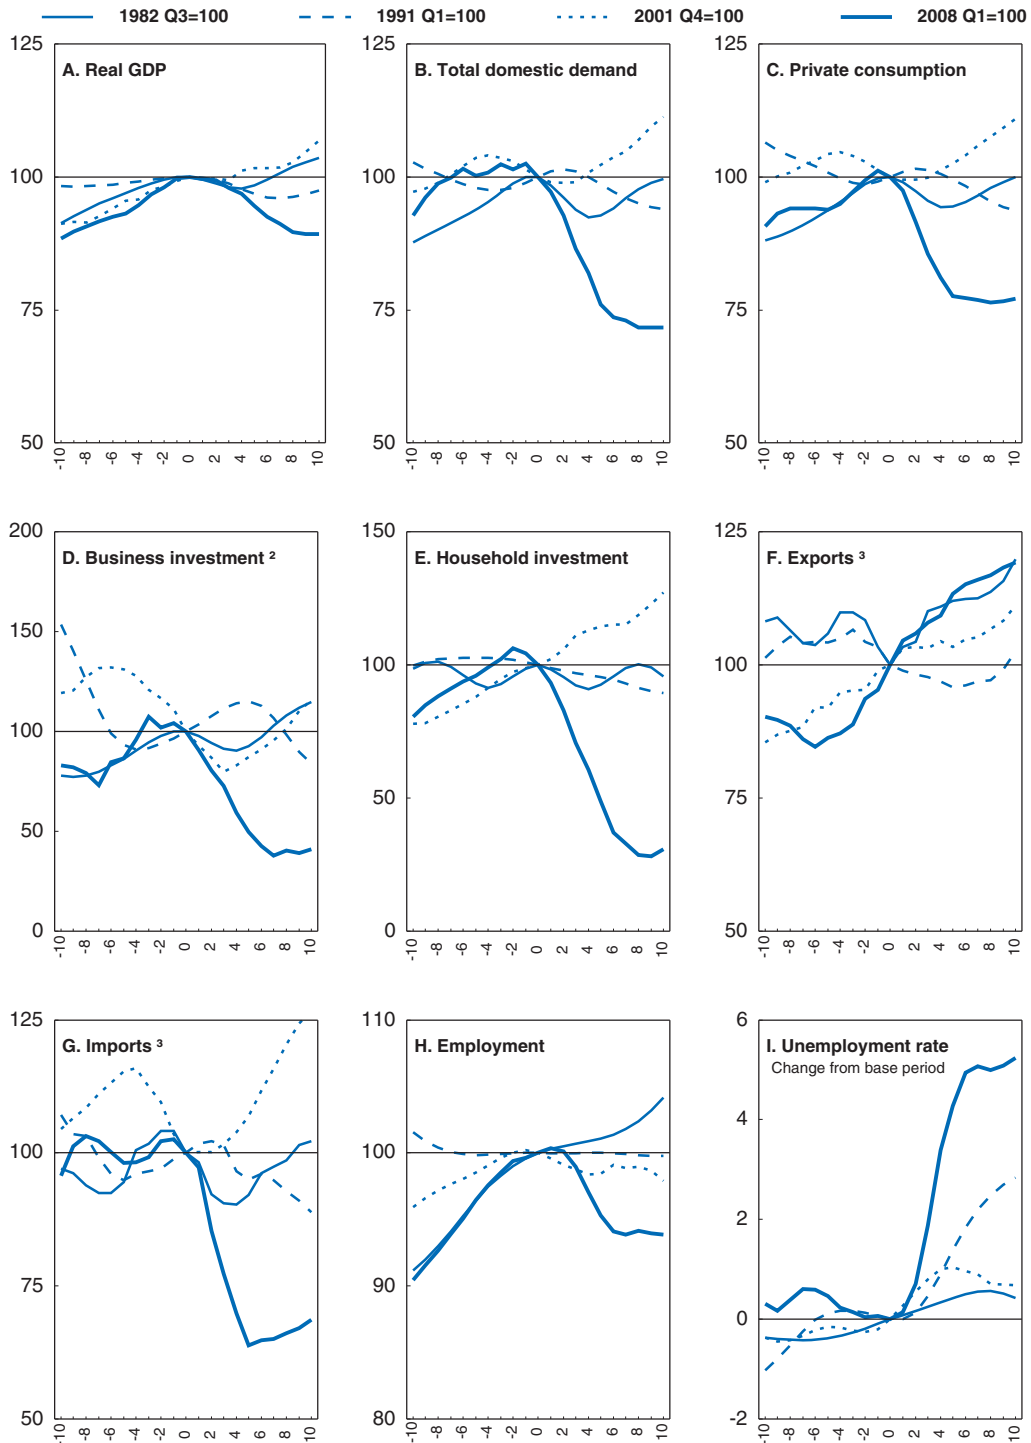 1982 Q3=100 1991 Q1=100 2001 Q4=100 2008 Q1=100
A. Real GDP
125
100
75
50
-10 -8 -6 -4 -2 0 2 4 6 8 10
B. Total domestic demand
125
100
75
50
-10 -8 -6 -4 -2 0 2 4 6 8 10
C. Private consumption
125
100
75
50
-10 -8 -6 -4 -2 0 2 4 6 8 10
D. Business investment ²
200
150
100
50
0
-10 -8 -6 -4 -2 0 2 4 6 8 10
E. Household investment
150
100
50
0
-10 -8 -6 -4 -2 0 2 4 6 8 10
F. Exports ³
125
100
75
50
-10 -8 -6 -4 -2 0 2 4 6 8 10
G. Imports ³
125
100
75
50
-10 -8 -6 -4 -2 0 2 4 6 8 10
H. Employment
110
100
90
80
-10 -8 -6 -4 -2 0 2 4 6 8 10
I. Unemployment rate
Change from base period
6
4
2
0
-2
-10 -8 -6 -4 -2 0 2 4 6 8 10